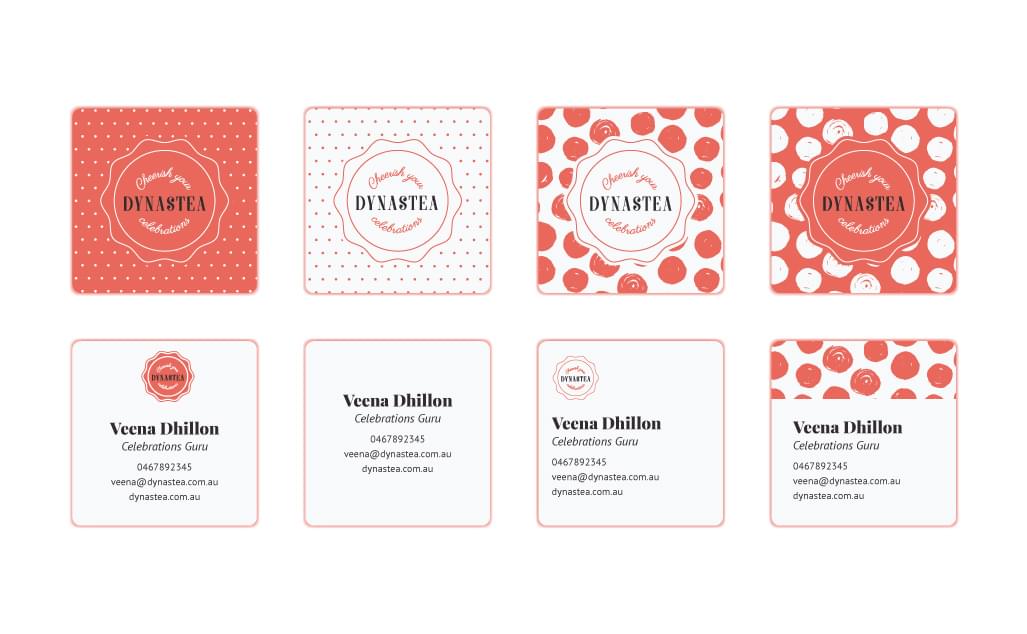 Cheerish your
DYNASTEA
celebrations
Cheerish your
DYNASTEA
celebrations
Cheerish your
DYNASTEA
celebrations
Cheerish your
DYNASTEA
celebrations
Cheerish your
DYNASTEA
celebrations
Veena Dhillon
Celebrations Guru
0467892345
veena@dynastea.com.au
dynastea.com.au
Veena Dhillon
Celebrations Guru
0467892345
veena@dynastea.com.au
dynastea.com.au
Cheerish your
DYNASTEA
celebrations
Veena Dhillon
Celebrations Guru
0467892345
veena@dynastea.com.au
dynastea.com.au
Veena Dhillon
Celebrations Guru
0467892345
veena@dynastea.com.au
dynastea.com.au